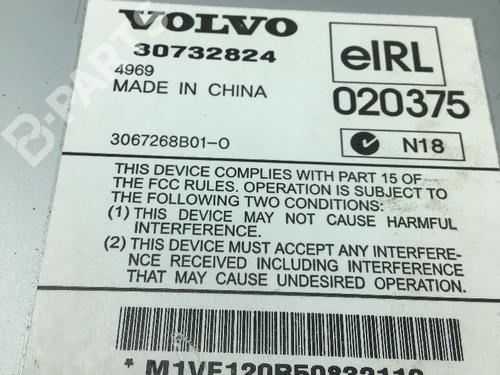 VOLVO
30732824
4969
MADE IN CHINA
3067268B01-O
eIRL
020375
N18
THIS DEVICE COMPLIES WITH PART 15 OF
THE FCC RULES. OPERATION IS SUBJECT TO
THE FOLLOWING TWO CONDITIONS:
(1) THIS DEVICE MAY NOT CAUSE HARMFUL
INTERFERENCE.
(2) THIS DEVICE MUST ACCEPT ANY INTERFERE-
NCE RECEIVED INCLUDING INTERFERENCE
THAT MAY CAUSE UNDESIRED OPERATION.
B-PARTS